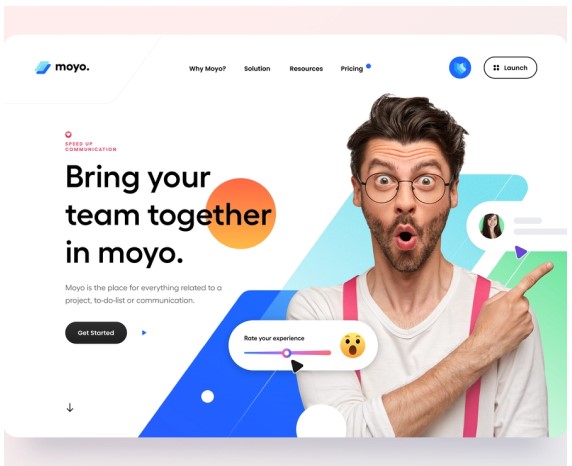 moyo.
Why Moyo?
Solution
Resources
Pricing
Launch
SPEED UP
COMMUNICATION
Bring your
team together
in moyo.
Moyo is the place for everything related to a
project, to-do-list or communication.
Get Started
Rate your experience